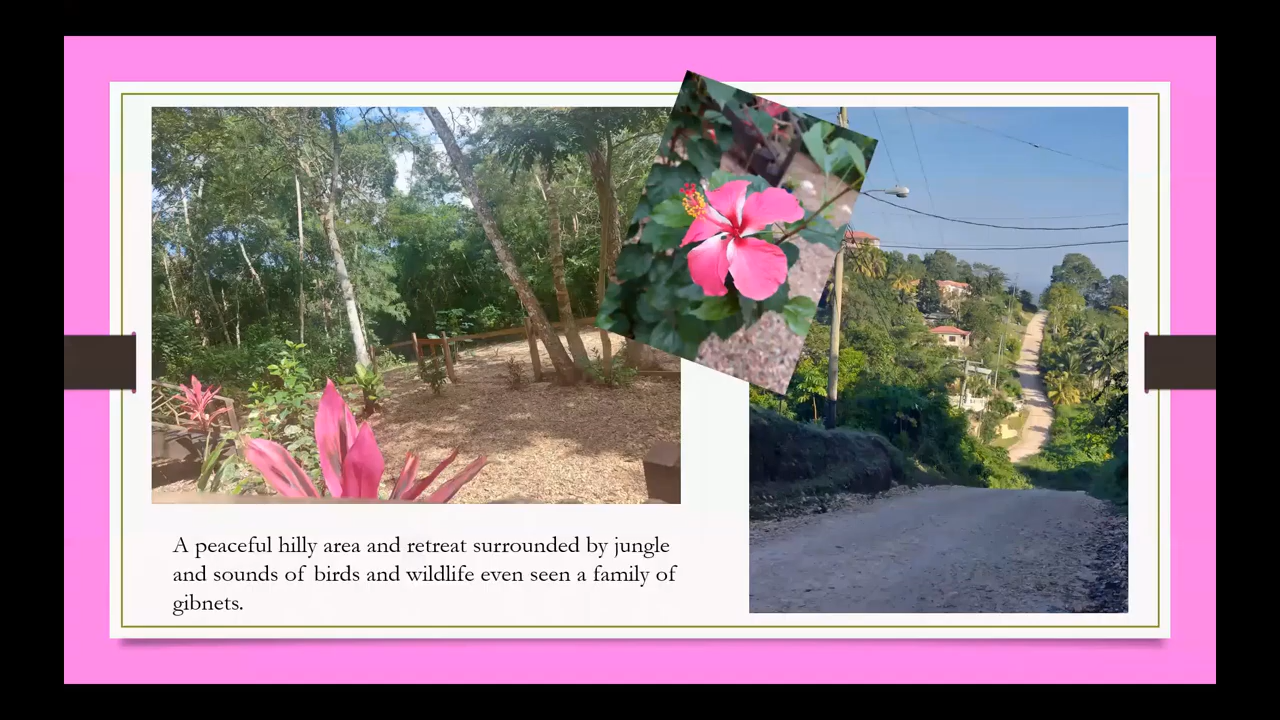 A peaceful hilly area and retreat surrounded by jungle
and sounds of birds and wildlife even seen a family of
gibnets.